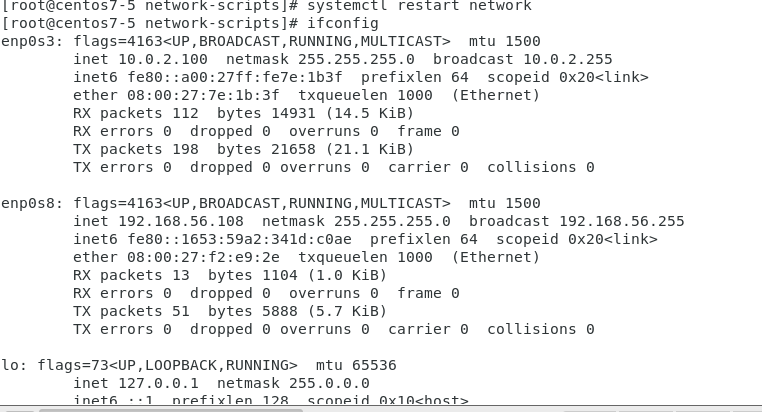 [root@centos7-5 network-scripts]# systemctl restart network
[root@centos7-5 network-scripts]# ifconfig
enp0s3: flags=4163<UP,BROADCAST,RUNNING,MULTICAST>  mtu 1500
        inet 10.0.2.100  netmask 255.255.255.0  broadcast 10.0.2.255
        inet6 fe80::a00:27ff:fe7e:1b3f  prefixlen 64  scopeid 0x20<link>
        ether 08:00:27:7e:1b:3f  txqueuelen 1000  (Ethernet)
        RX packets 112  bytes 14931 (14.5 KiB)
        RX errors 0  dropped 0  overruns 0  frame 0
        TX packets 198  bytes 21658 (21.1 KiB)
        TX errors 0  dropped 0 overruns 0  carrier 0  collisions 0

enp0s8: flags=4163<UP,BROADCAST,RUNNING,MULTICAST>  mtu 1500
        inet 192.168.56.108  netmask 255.255.255.0  broadcast 192.168.56.255
        inet6 fe80::1653:59a2:341d:c0ae  prefixlen 64  scopeid 0x20<link>
        ether 08:00:27:f2:e9:2e  txqueuelen 1000  (Ethernet)
        RX packets 13  bytes 1104 (1.0 KiB)
        RX errors 0  dropped 0  overruns 0  frame 0
        TX packets 51  bytes 5888 (5.7 KiB)
        TX errors 0  dropped 0 overruns 0  carrier 0  collisions 0

lo: flags=73<UP,LOOPBACK,RUNNING>  mtu 65536
        inet 127.0.0.1  netmask 255.0.0.0
        inet6 ::1  prefixlen 128  scopeid 0x10<host>